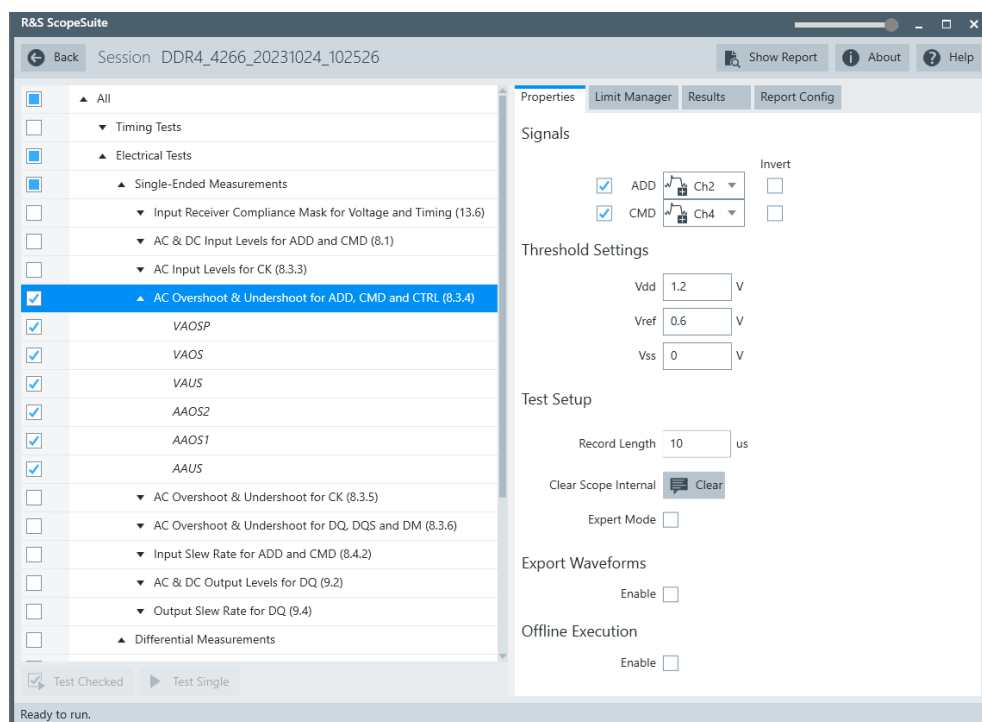 R&S ScopeSuite
Back Session DDR4_4266_20231024_102526 Show Report About Help
All
Timing Tests
Electrical Tests
Single-Ended Measurements
Input Receiver Compliance Mask for Voltage and Timing (13.6)
AC & DC Input Levels for ADD and CMD (8.1)
AC Input Levels for CK (8.3.3)
AC Overshoot & Undershoot for ADD, CMD and CTRL (8.3.4)
VAOSP
VAOS
VAUS
AAOS2
AAOS1
AAUS
AC Overshoot & Undershoot for CK (8.3.5)
AC Overshoot & Undershoot for DQ, DQS and DM (8.3.6)
Input Slew Rate for ADD and CMD (8.4.2)
AC & DC Output Levels for DQ (9.2)
Output Slew Rate for DQ (9.4)
Differential Measurements
Test Checked Test Single
Properties Limit Manager Results Report Config
Signals
Invert
ADD Ch2
CMD Ch4
Threshold Settings
Vdd 1.2 V
Vref 0.6 V
Vss 0 V
Test Setup
Record Length 10 us
Clear Scope Internal Clear
Expert Mode
Export Waveforms
Enable
Offline Execution
Enable
Ready to run.